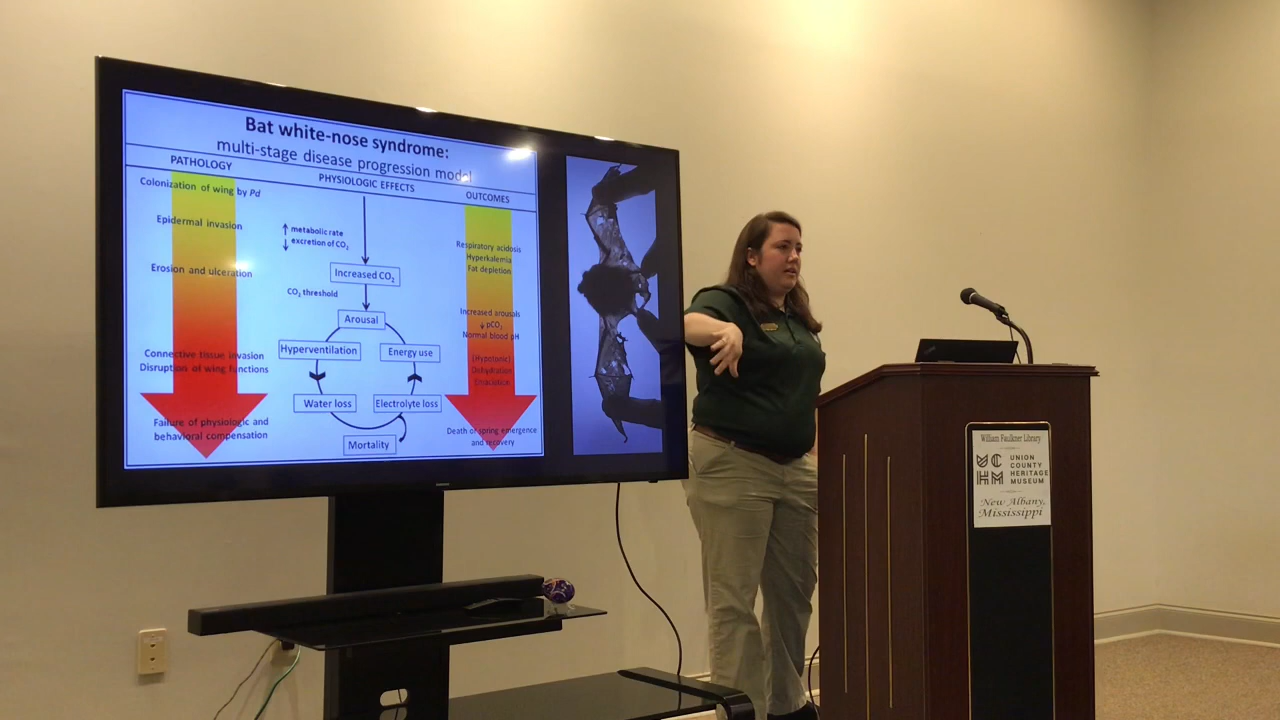 Bat white-nose syndrome:
multi-stage disease progression model
PATHOLOGY
PHYSIOLOGIC EFFECTS
OUTCOMES
Colonization of wing by Pd
Epidermal invasion
Erosion and ulceration
Connective tissue invasion
Disruption of wing functions
Failure of physiologic and
behavioral compensation
↑ metabolic rate
↓ excretion of CO₂
Increased CO₂
CO₂ threshold
Arousal
Hyperventilation
Energy use
Water loss
Electrolyte loss
Mortality
Respiratory acidosis
Hyperkalemia
Fat depletion
Increased arousals
↓ pCO₂
Normal blood pH
(Hypotonic)
Dehydration
Emaciation
Death or spring emergence
and recovery
William Faulkner Library
UCHM
UNION
COUNTY
HERITAGE
MUSEUM
New Albany,
Mississippi